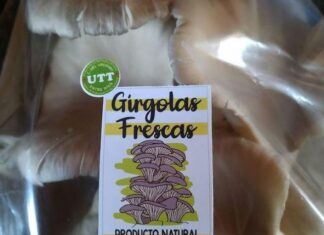 UTT
Gírgolas
Frescas
PRODUCTO NATURAL